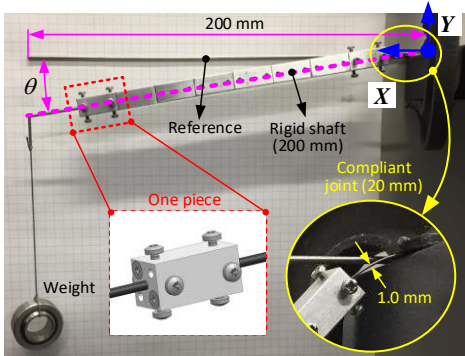 200 mm
Y
θ
X
Reference
Rigid shaft
(200 mm)
Compliant
joint (20 mm)
One piece
Weight
1.0 mm